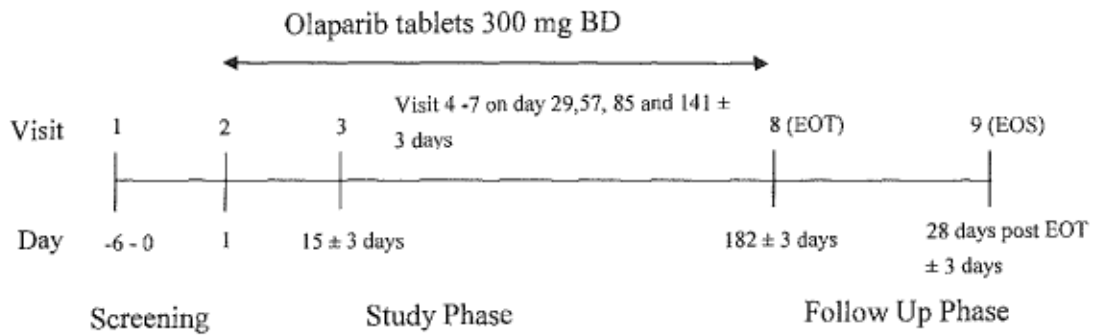 Olaparib tablets 300 mg BD
Visit 4 -7 on day 29,57, 85 and 141 ±
3 days
Visit 1 2 3 8 (EOT) 9 (EOS)
Day -6 - 0 1 15 ± 3 days 182 ± 3 days 28 days post EOT
± 3 days
Screening Study Phase Follow Up Phase